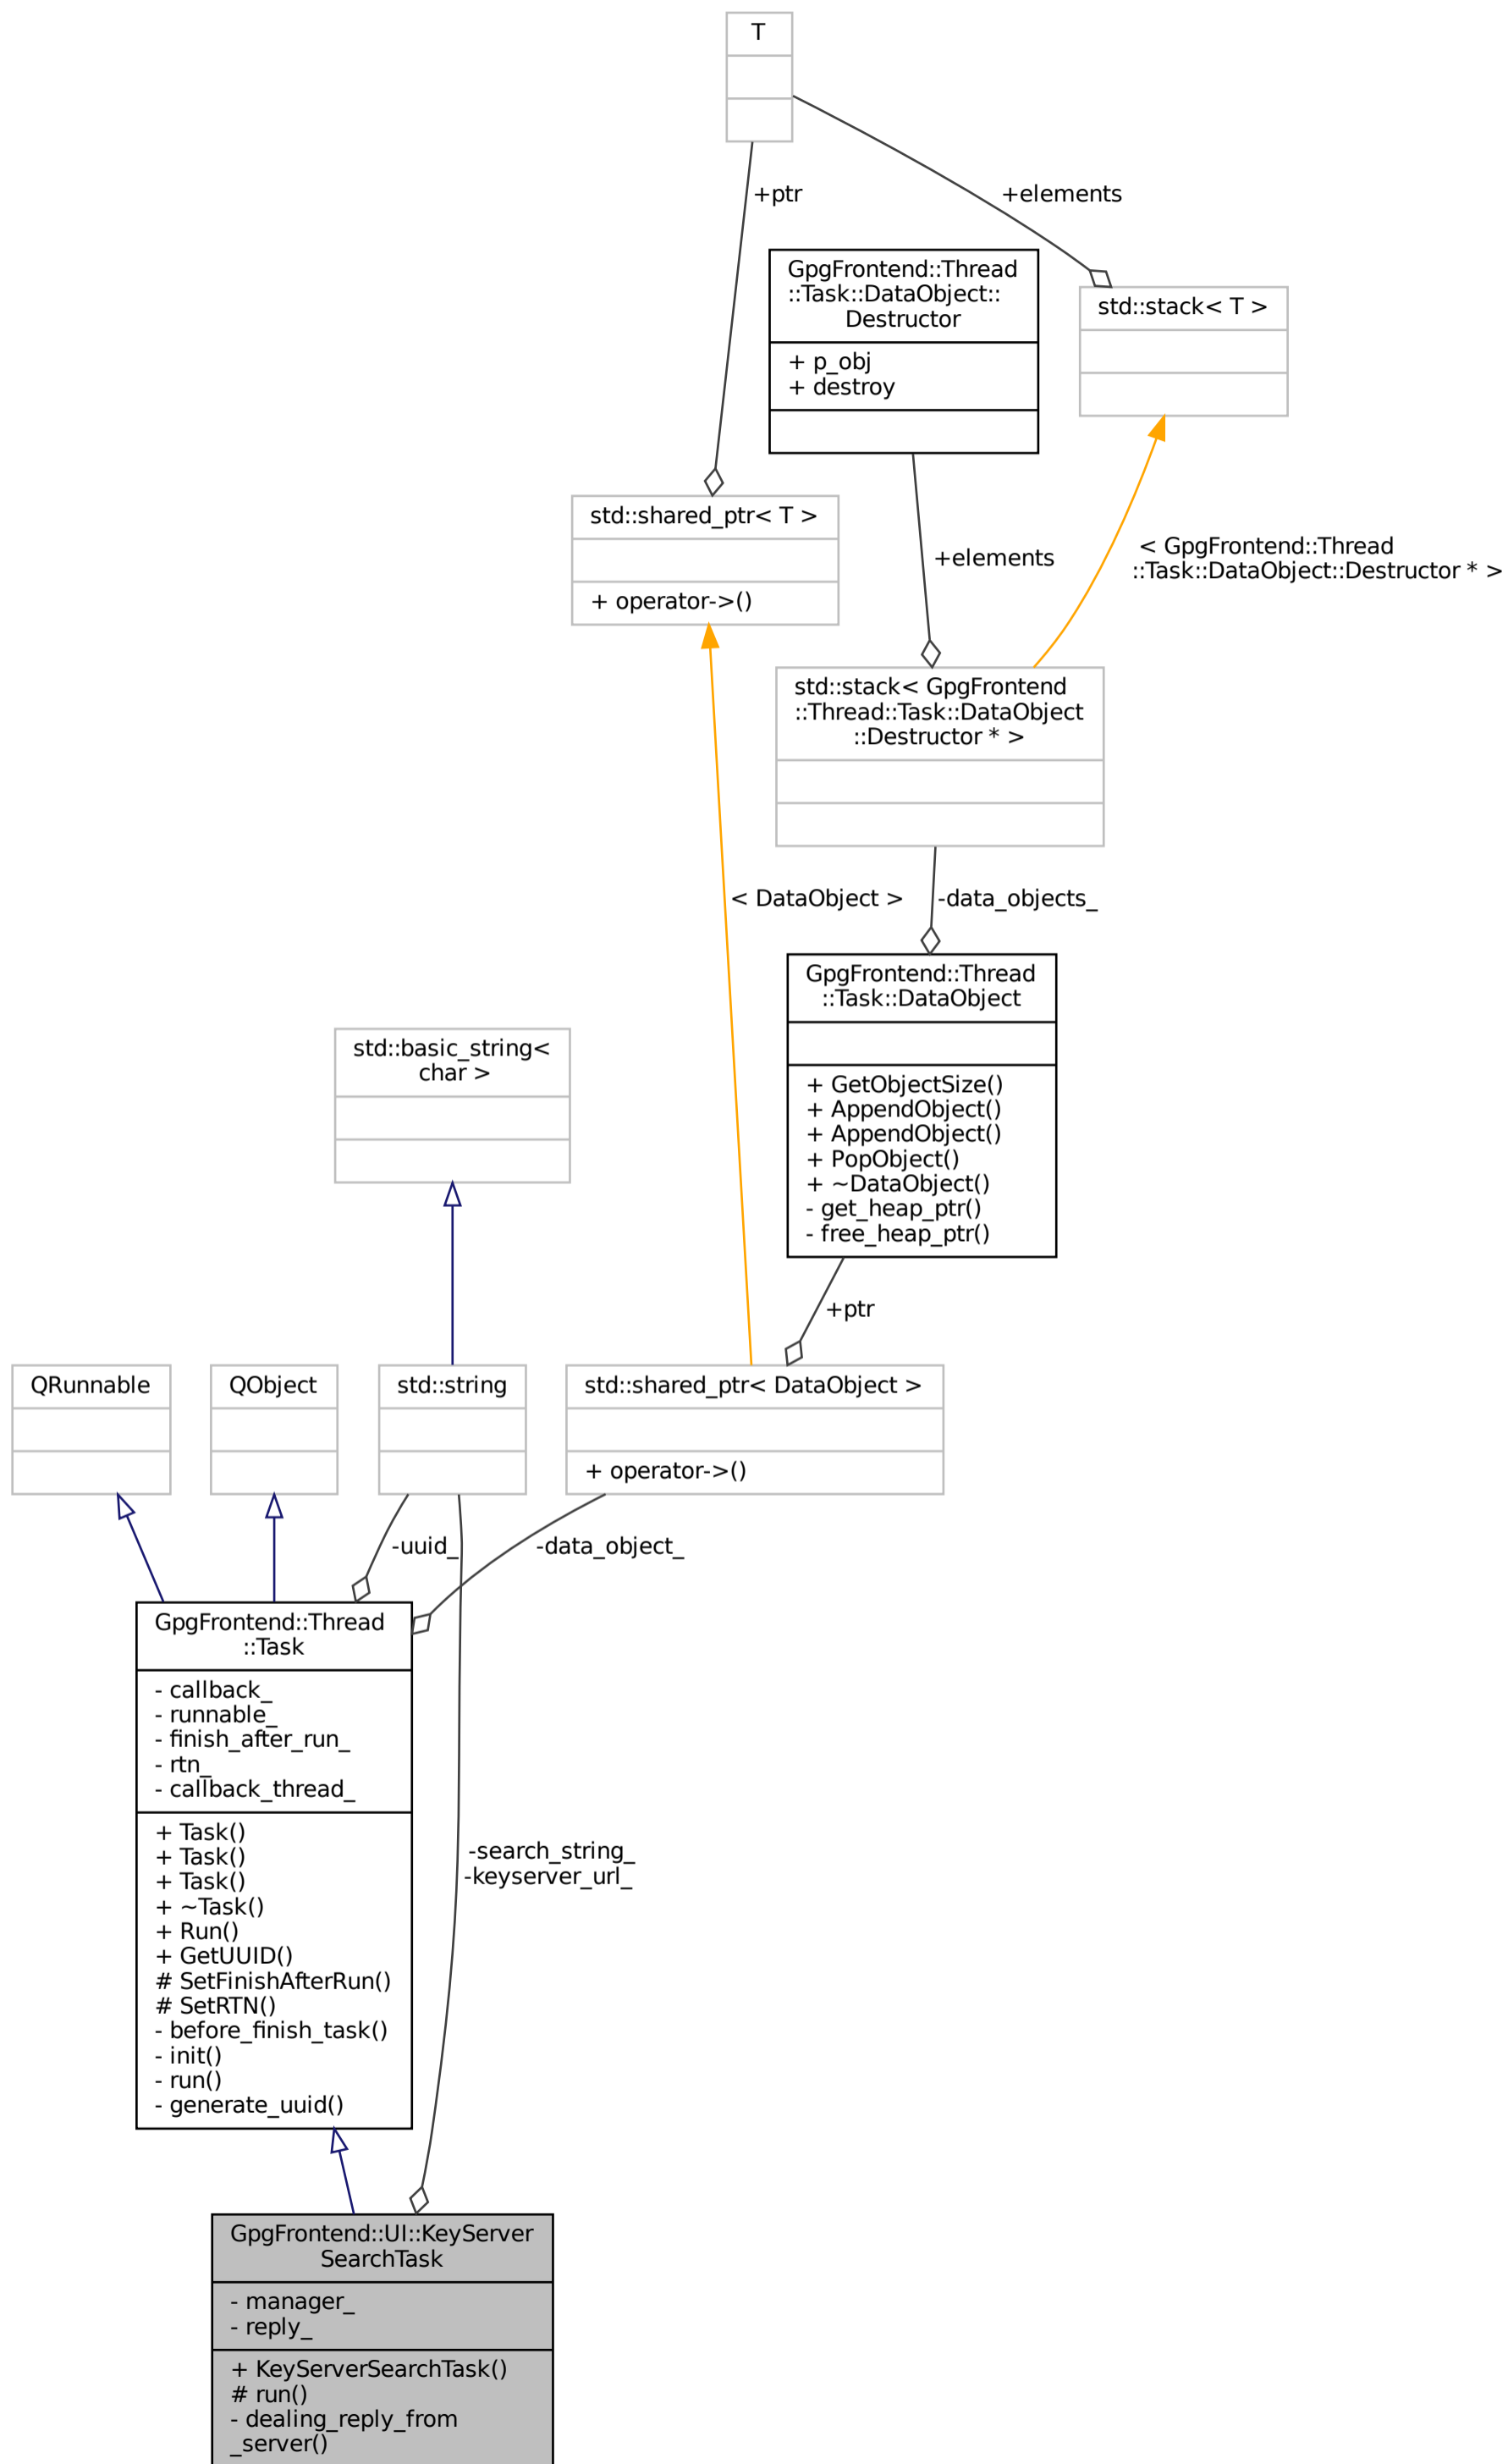 T
+ptr
+elements
GpgFrontend::Thread
::Task::DataObject::
Destructor
+ p_obj
+ destroy
std::stack< T >
std::shared_ptr< T >
+ operator->()
+elements
< GpgFrontend::Thread
::Task::DataObject::Destructor * >
std::stack< GpgFrontend
::Thread::Task::DataObject
::Destructor * >
< DataObject >
-data_objects_
GpgFrontend::Thread
::Task::DataObject
+ GetObjectSize()
+ AppendObject()
+ AppendObject()
+ PopObject()
+ ~DataObject()
- get_heap_ptr()
- free_heap_ptr()
std::basic_string<
char >
+ptr
QRunnable
QObject
std::string
std::shared_ptr< DataObject >
+ operator->()
-uuid_
-data_object_
GpgFrontend::Thread
::Task
- callback_
- runnable_
- finish_after_run_
- rtn_
- callback_thread_
+ Task()
+ Task()
+ Task()
+ ~Task()
+ Run()
+ GetUUID()
# SetFinishAfterRun()
# SetRTN()
- before_finish_task()
- init()
- run()
- generate_uuid()
-search_string_
-keyserver_url_
GpgFrontend::UI::KeyServer
SearchTask
- manager_
- reply_
+ KeyServerSearchTask()
# run()
- dealing_reply_from
_server()